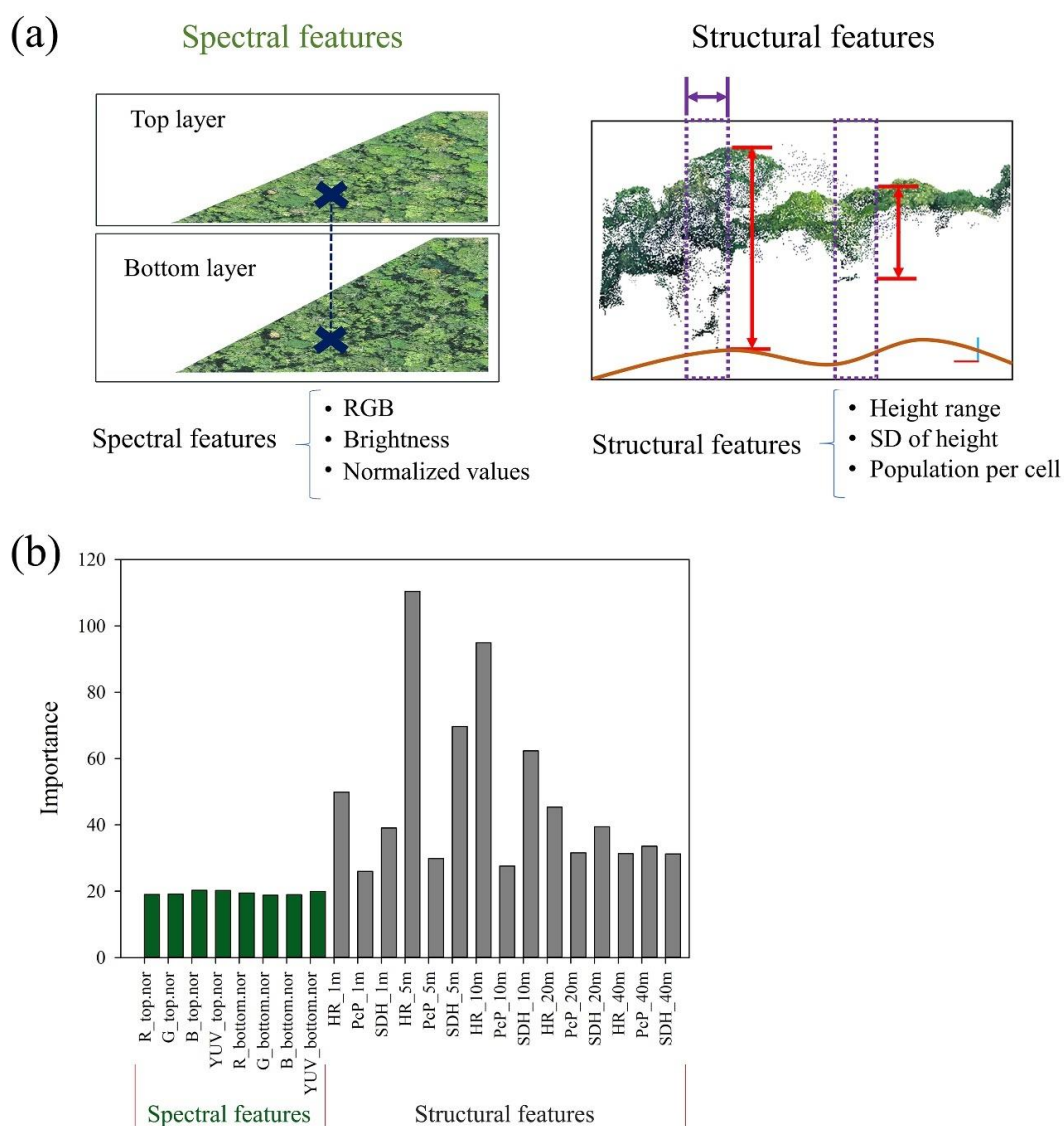 (a)
Spectral features
Structural features
Top layer
Bottom layer
Spectral features
• RGB
• Brightness
• Normalized values
Structural features
• Height range
• SD of height
• Population per cell
(b)
Importance
120
100
80
60
40
20
0
R_top.nor
G_top.nor
B_top.nor
YUV_top.nor
R_bottom.nor
G_bottom.nor
B_bottom.nor
YUV_bottom.nor
HR_1m
PcP_1m
SDH_1m
HR_5m
PcP_5m
SDH_5m
HR_10m
PcP_10m
SDH_10m
HR_20m
PcP_20m
SDH_20m
HR_40m
PcP_40m
SDH_40m
Spectral features
Structural features